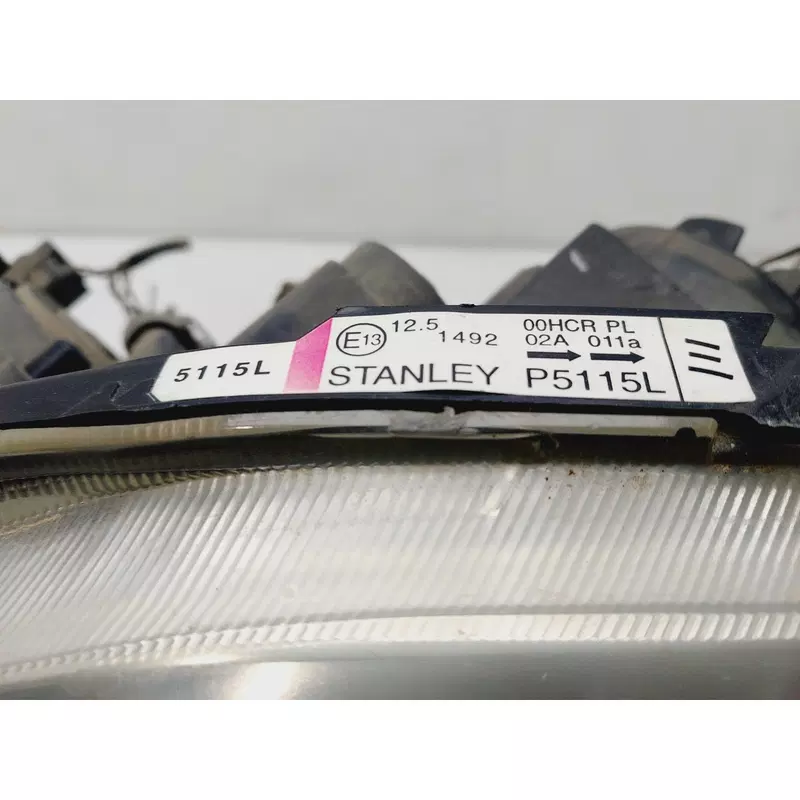 5115L
E13 12.5 1492
00HCR PL
02A 011a
STANLEY P5115L